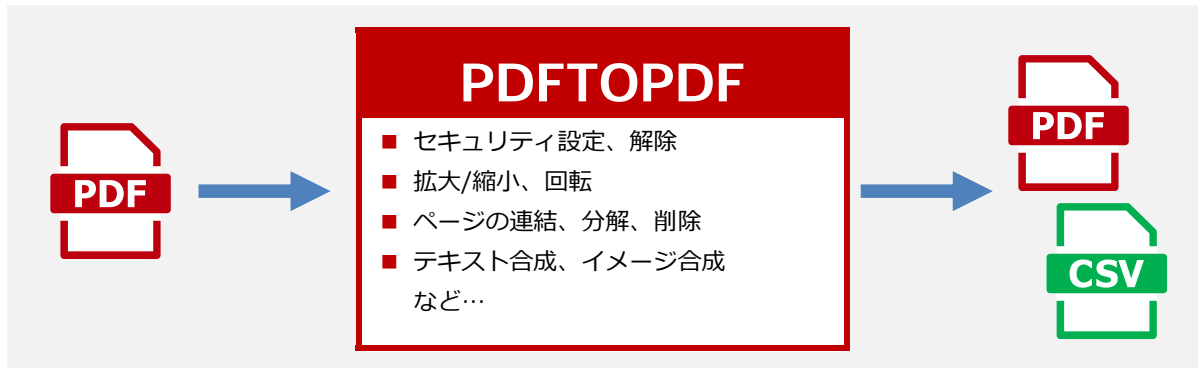 PDFTOPDF
PDF
■ セキュリティ設定、解除
■ 拡大/縮小、回転
■ ページの連結、分解、削除
■ テキスト合成、イメージ合成
など…
PDF
CSV